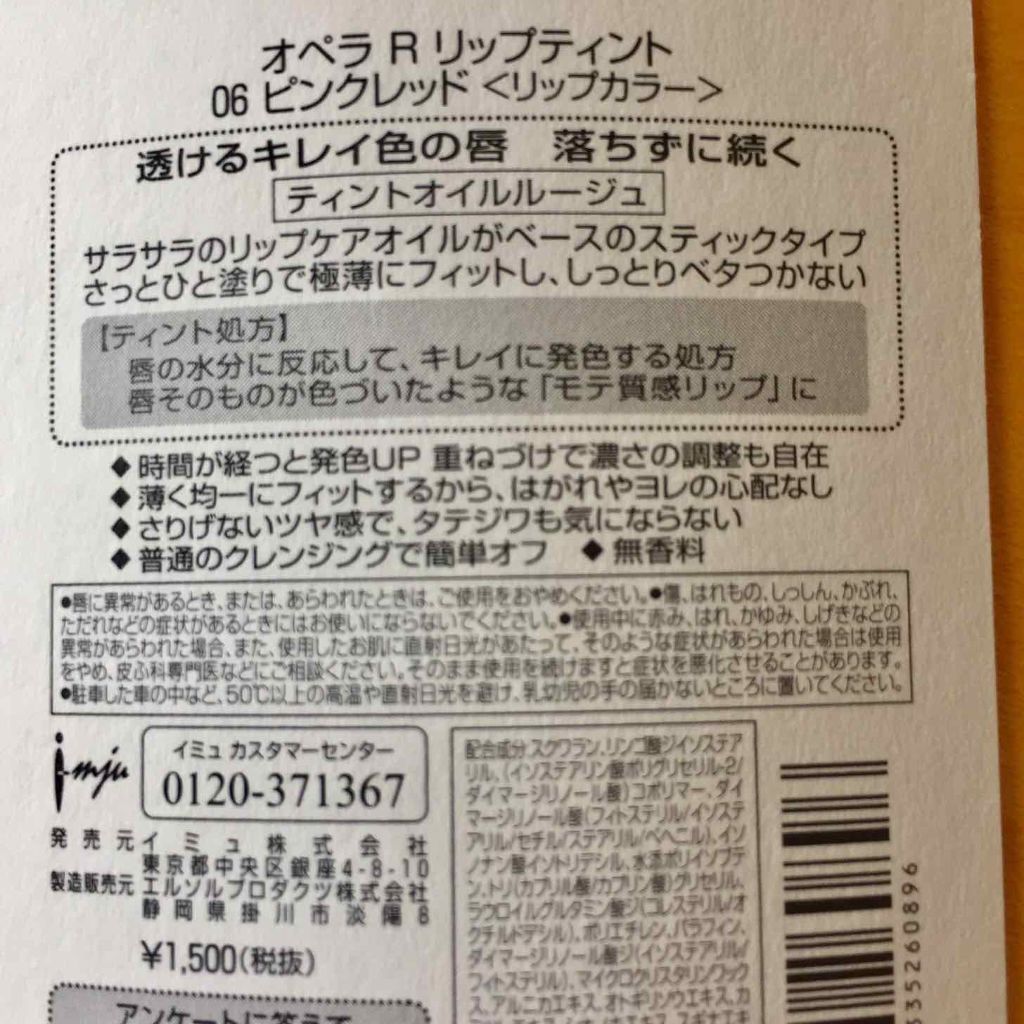 オペラ R リップティント
06 ピンクレッド <リップカラー>
透けるキレイ色の唇 落ちずに続く
ティントオイルルージュ
サラサラのリップケアオイルがベースのスティックタイプ
さっとひと塗りで極薄にフィットし、しっとりベタつかない
【ティント処方】
唇の水分に反応して、キレイに発色する処方
唇そのものが色づいたような「モテ質感リップ」に
◆時間が経つと発色UP 重ねづけで濃さの調整も自在
◆薄く均一にフィットするから、はがれやヨレの心配なし
◆さりげないツヤ感で、タテジワも気にならない
◆普通のクレンジングで簡単オフ ◆無香料
●唇に異常があるとき、または、あらわれたときは、ご使用をおやめください。●傷、はれもの、しっしん、かぶれ、
ただれなどの症状があるときにはお使いにならないでください。●使用中に赤み、はれ、かゆみ、しげきなどの
異常があらわれた場合、また、使用したお肌に直射日光があたって、そのような症状があらわれた場合は使用
をやめ、皮ふ科専門医などにご相談ください。そのまま使用を続けますと症状を悪化させることがあります。
●駐車した車の中など、50℃以上の高温や直射日光を避け、乳幼児の手の届かないところに置いてください。
i-mju
イミュ カスタマーセンター
0120-371367
発売元 イミュ株式会社
東京都中央区銀座4-8-10
製造販売元 エルソルプロダクツ株式会社
静岡県掛川市淡陽8
¥1,500(税抜)
アンケートに答えて
配合成分:スクワラン、リンゴ酸ジイソステア
リル、(イソステアリン酸ポリグリセリル-2/
ダイマージリノール酸)コポリマー、ダイ
マージリノール酸(フィトステリル/イソステ
アリル/セチル/ステアリル/ベヘニル)、イソ
ノナン酸イソトリデシル、水添ポリイソブテ
ン、トリ(カプリル酸/カプリン酸)グリセリル、
ラウロイルグルタミン酸ジ(コレステリル/オ
クチルドデシル)、ポリエチレン、パラフィン、
ダイマージリノール酸ジ(イソステアリル/
フィトステリル)、マイクロクリスタリンワック
ス、アルニカエキス、オトギリソウエキス、カ
35260896